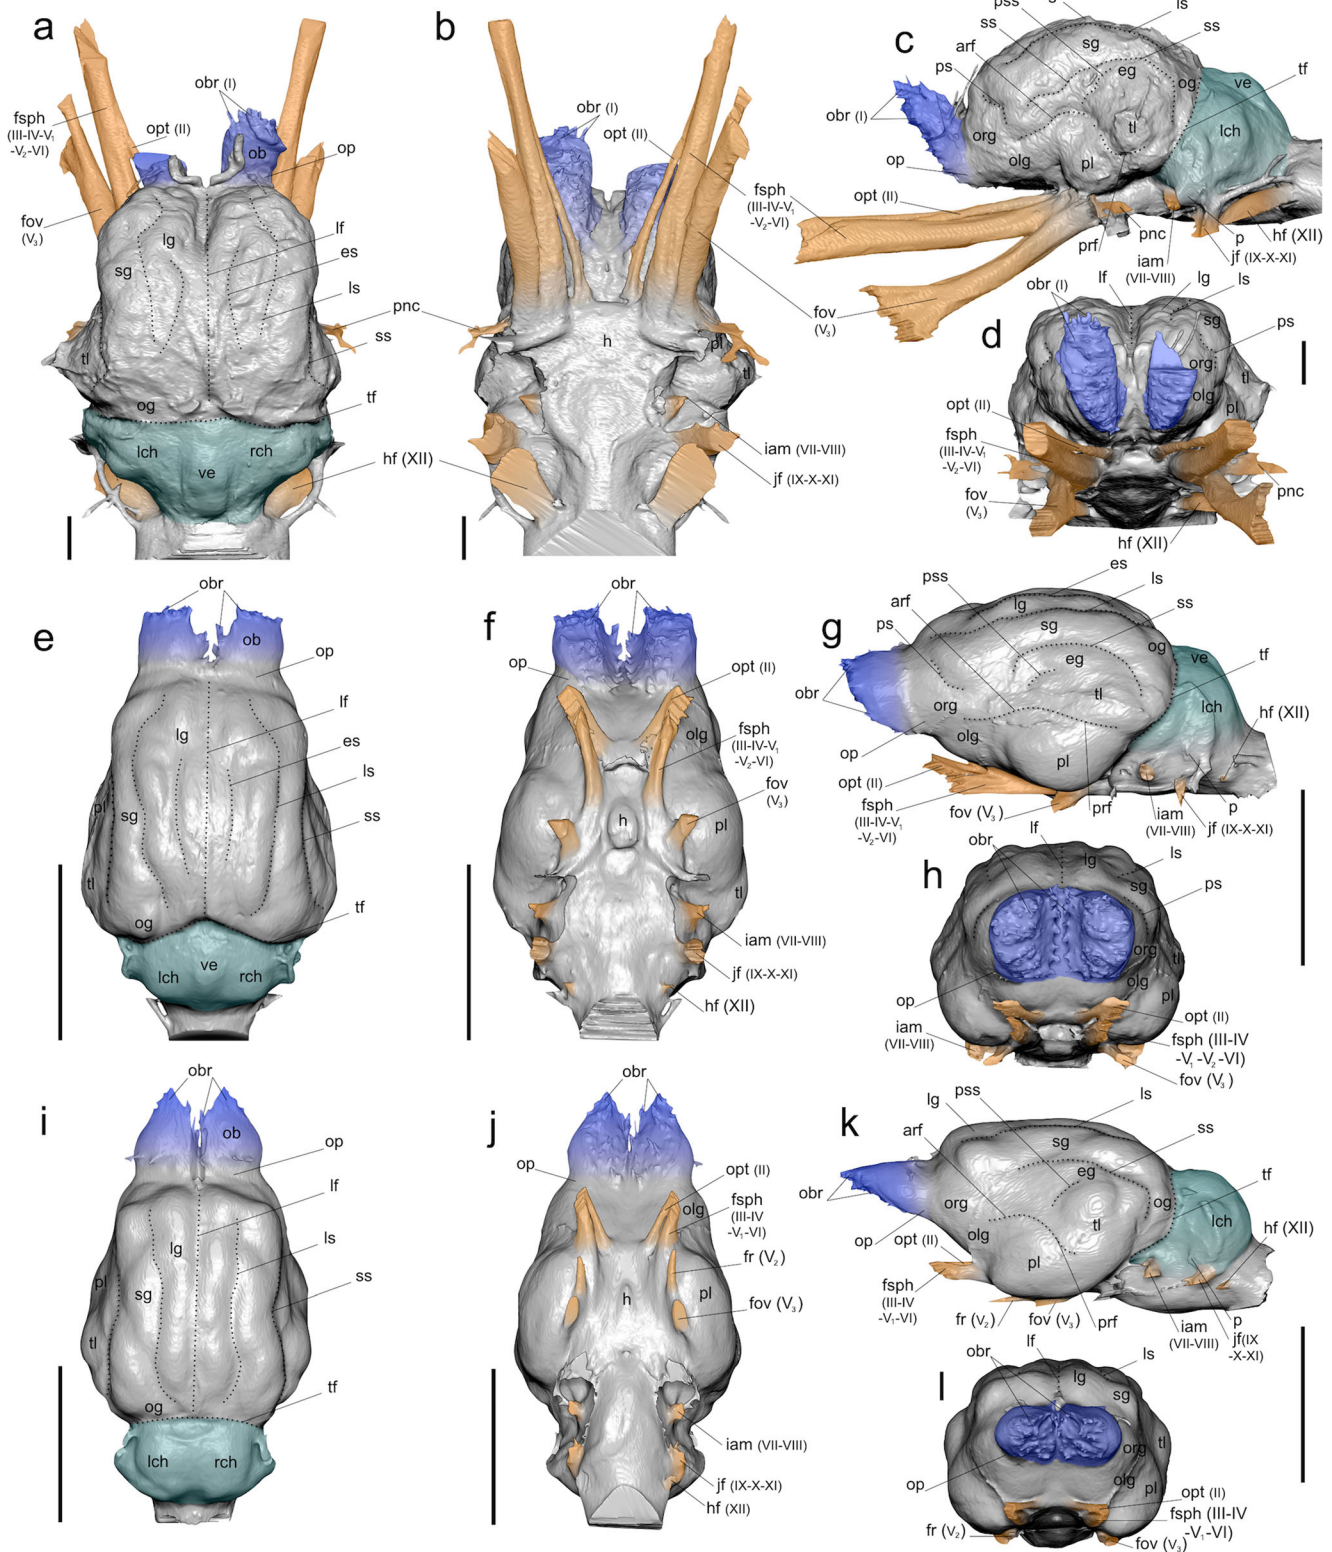 a
obr (I)
fsph
(III-IV-V1
-V2-VI)
opt (II)
ob
op
fov
(V3)
lg
lf
sg
es
ls
pnc
ss
tl
og
tf
lch
rch
ve
hf (XII)
b
obr (I)
opt (II)
fsph
(III-IV-V1
-V2-VI)
h
fov
(V3)
pl
tl
iam (VII-VIII)
jf (IX-X-XI)
c
pss
ls
ss
ss
arf
sg
ps
eg
og
ve
tf
obr (I)
lch
org
tl
olg
pl
op
opt (II)
fsph
(III-IV-V1
-V2-VI)
prf
pnc
p
hf (XII)
iam
(VII-VIII)
jf (IX-X-XI)
fov
(V3)
d
lf
lg
obr (I)
ls
sg
ps
org
tl
olg
pl
opt (II)
fsph
(III-IV-V1
-V2-VI)
fov
(V3)
pnc
hf (XII)
e
obr
ob
op
lf
lg
es
ls
pl
sg
ss
tl
og
tf
ve
lch
rch
f
obr
op
opt (II)
olg
fsph
(III-IV-V1
-V2-VI)
fov
(V3)
h
pl
tl
iam (VII-VIII)
jf (IX-X-XI)
hf (XII)
g
es
ls
pss
lg
ss
arf
sg
ps
og
ve
eg
tf
tl
lch
obr
org
hf (XII)
op
olg
pl
opt (II)
fsph
(III-IV-V1
-V2-VI)
fov (V3)
prf
iam
(VII-VIII)
p
jf (IX-X-XI)
h
lf
obr
lg
ls
sg
ps
org
tl
olg
pl
op
opt (II)
iam
(VII-VIII)
fsph (III-IV
-V1-V2-VI)
fov (V3)
i
obr
ob
op
lf
lg
ls
pl
sg
ss
tl
og
tf
lch
rch
j
obr
op
opt (II)
olg
fsph
(III-IV
-V1-VI)
fr (V2)
h
pl
fov (V3)
iam (VII-VIII)
jf (IX-X-XI)
hf (XII)
k
pss
lg
ls
arf
sg
ss
eg
obr
org
og
tf
tl
lch
hf (XII)
op
olg
opt (II)
pl
fsph
(III-IV
-V1-VI)
fr (V2)
fov (V3)
prf
iam
(VII-VIII)
p
jf(IX
-X-XI)
l
lf
obr
lg
ls
sg
org
tl
olg
pl
op
opt (II)
fsph (III-IV
-V1-VI)
fr (V2)
fov (V3)